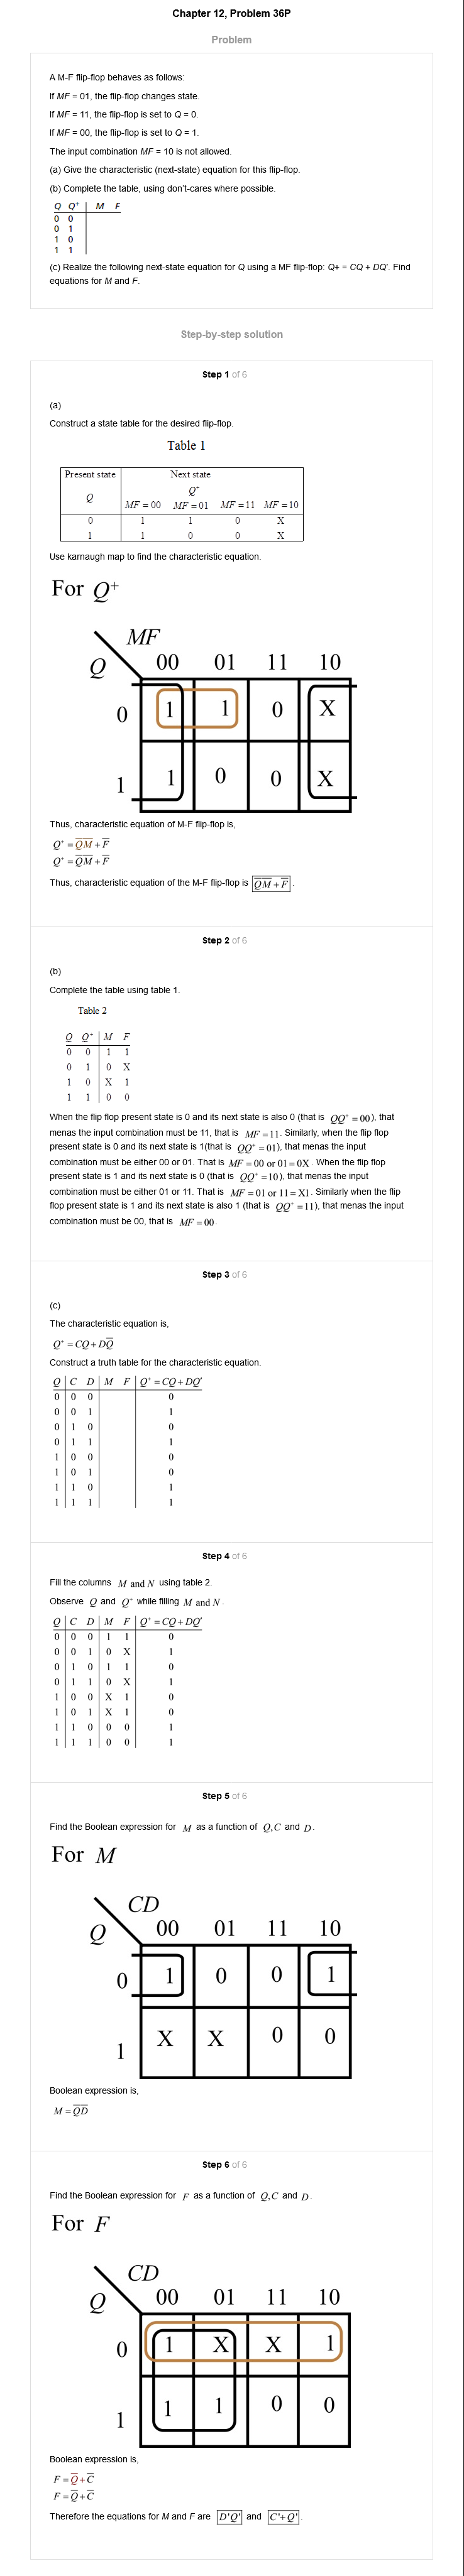 Chapter 12, Problem 36P
Problem
A M-F flip-flop behaves as follows:
If MF = 01, the flip-flop changes state.
If MF = 11, the flip-flop is set to Q = 0.
If MF = 00, the flip-flop is set to Q = 1.
The input combination MF = 10 is not allowed.
(a) Give the characteristic (next-state) equation for this flip-flop.
(b) Complete the table, using don't-cares where possible.
Q Q⁺ M F
0 0
0 1
1 0
1 1
(c) Realize the following next-state equation for Q using a MF flip-flop: Q+ = CQ + DQ'. Find
equations for M and F.
Step-by-step solution
Step 1 of 6
(a)
Construct a state table for the desired flip-flop.
Table 1
Present state Next state
Q Q⁺
MF = 00 MF = 01 MF = 11 MF = 10
0 1 1 0 X
1 1 0 0 X
Use karnaugh map to find the characteristic equation.
For Q⁺
MF
Q 00 01 11 10
0 1 1 0 X
1 1 0 0 X
Thus, characteristic equation of M-F flip-flop is,
Q⁺ = Q̅M̅ + F̅
Q⁺ = Q̅M̅ + F̅
Thus, characteristic equation of the M-F flip-flop is Q̅M̅ + F̅.
Step 2 of 6
(b)
Complete the table using table 1.
Table 2
Q Q⁺ M F
0 0 1 1
0 1 0 X
1 0 X 1
1 1 0 0
When the flip flop present state is 0 and its next state is also 0 (that is QQ⁺ = 00), that
menas the input combination must be 11, that is MF = 11. Similarly, when the flip flop
present state is 0 and its next state is 1(that is QQ⁺ = 01), that menas the input
combination must be either 00 or 01. That is MF = 00 or 01 = 0X. When the flip flop
present state is 1 and its next state is 0 (that is QQ⁺ = 10), that menas the input
combination must be either 01 or 11. That is MF = 01 or 11 = X1. Similarly when the flip
flop present state is 1 and its next state is also 1 (that is QQ⁺ = 11), that menas the input
combination must be 00, that is MF = 00.
Step 3 of 6
(c)
The characteristic equation is,
Q⁺ = CQ + DQ̅
Construct a truth table for the characteristic equation.
Q C D M F Q⁺ = CQ + DQ'
0 0 0 0
0 0 1 1
0 1 0 0
0 1 1 1
1 0 0 0
1 0 1 0
1 1 0 1
1 1 1 1
Step 4 of 6
Fill the columns M and N using table 2.
Observe Q and Q⁺ while filling M and N.
Q C D M F Q⁺ = CQ + DQ'
0 0 0 1 1 0
0 0 1 0 X 1
0 1 0 1 1 0
0 1 1 0 X 1
1 0 0 X 1 0
1 0 1 X 1 0
1 1 0 0 0 1
1 1 1 0 0 1
Step 5 of 6
Find the Boolean expression for M as a function of Q,C and D.
For M
CD
Q 00 01 11 10
0 1 0 0 1
1 X X 0 0
Boolean expression is,
M = Q̅D̅
Step 6 of 6
Find the Boolean expression for F as a function of Q,C and D.
For F
CD
Q 00 01 11 10
0 1 X X 1
1 1 1 0 0
Boolean expression is,
F = Q̅ + C̅
F = Q̅ + C̅
Therefore the equations for M and F are D'Q' and C'+Q'.